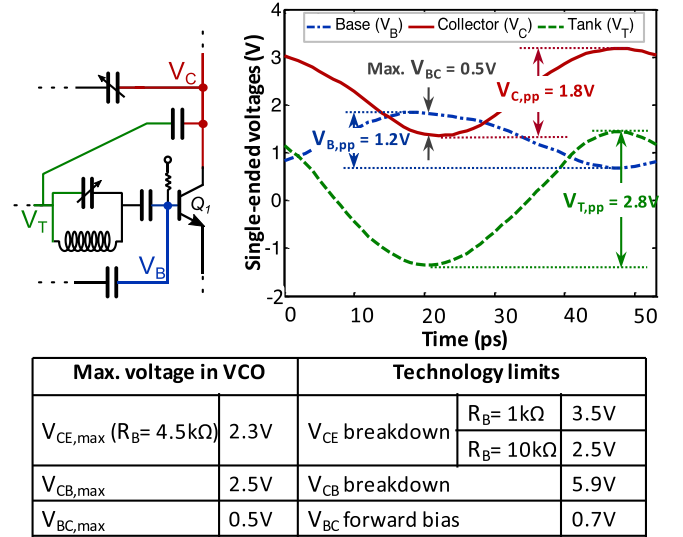 V_C
V_T
Q_1
V_B
Base (V_B) Collector (V_C) Tank (V_T)
Single-ended voltages (V)
4
3
2
1
0
-1
-2
Max. V_BC = 0.5V
V_C,pp = 1.8V
V_B,pp = 1.2V
V_T,pp = 2.8V
0 10 20 30 40 50
Time (ps)
Max. voltage in VCO Technology limits
V_CE,max (R_B= 4.5kΩ) 2.3V V_CE breakdown R_B= 1kΩ 3.5V
R_B= 10kΩ 2.5V
V_CB,max 2.5V V_CB breakdown 5.9V
V_BC,max 0.5V V_BC forward bias 0.7V